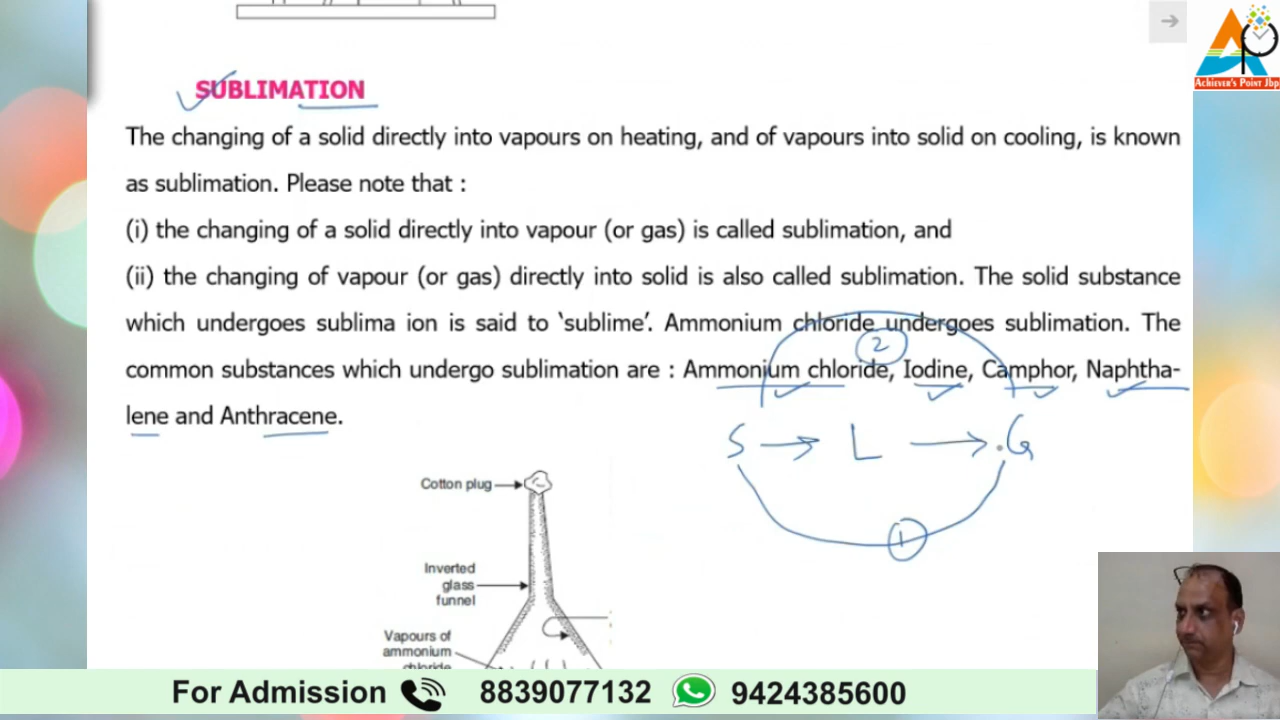 ACHIEVER'S POINT JBP
SUBLIMATION
The changing of a solid directly into vapours on heating, and of vapours into solid on cooling, is known
as sublimation. Please note that :
(i) the changing of a solid directly into vapour (or gas) is called sublimation, and
(ii) the changing of vapour (or gas) directly into solid is also called sublimation. The solid substance
which undergoes sublima ion is said to ‘sublime’. Ammonium chloride undergoes sublimation. The
2
common substances which undergo sublimation are : Ammonium chloride, Iodine, Camphor, Naphtha-
lene and Anthracene.
S → L → G
1
Cotton plug
Inverted
glass
funnel
Vapours of
ammonium
chloride
For Admission 8839077132 9424385600